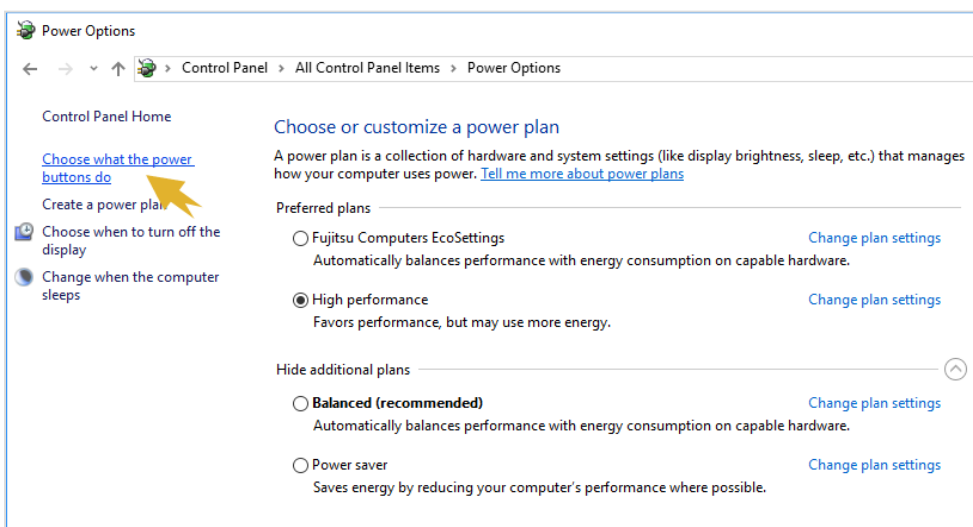 Power Options
Control Panel > All Control Panel Items > Power Options
Control Panel Home
Choose what the power
buttons do
Create a power plan
Choose when to turn off the
display
Change when the computer
sleeps
Choose or customize a power plan
A power plan is a collection of hardware and system settings (like display brightness, sleep, etc.) that manages
how your computer uses power. Tell me more about power plans
Preferred plans
Fujitsu Computers EcoSettings Change plan settings
Automatically balances performance with energy consumption on capable hardware.
High performance Change plan settings
Favors performance, but may use more energy.
Hide additional plans
Balanced (recommended) Change plan settings
Automatically balances performance with energy consumption on capable hardware.
Power saver Change plan settings
Saves energy by reducing your computer's performance where possible.